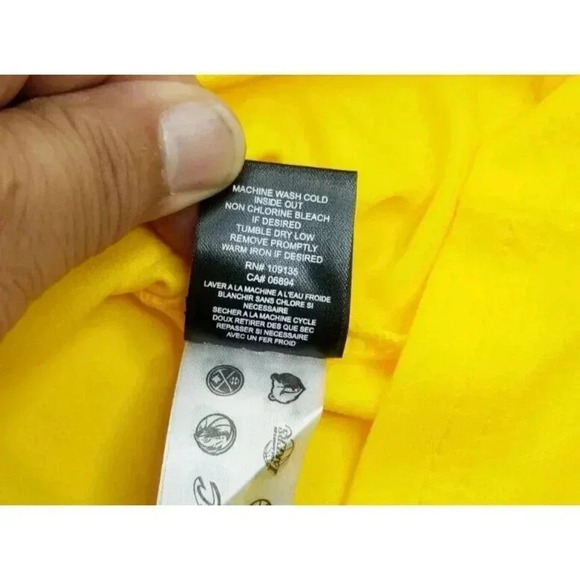 MACHINE WASH COLD
INSIDE OUT
NON CHLORINE BLEACH
IF DESIRED
TUMBLE DRY LOW
REMOVE PROMPTLY
WARM IRON IF DESIRED
RN# 109135
CA# 06894
LAVER A LA MACHINE A L'EAU FROIDE
BLANCHIR SANS CHLORE SI
NECESSAIRE
SECHER A LA MACHINE CYCLE
DOUX RETIRER DES QUE SEC
REPASSER SI NECESSAIRE
AVEC UN FER FROID